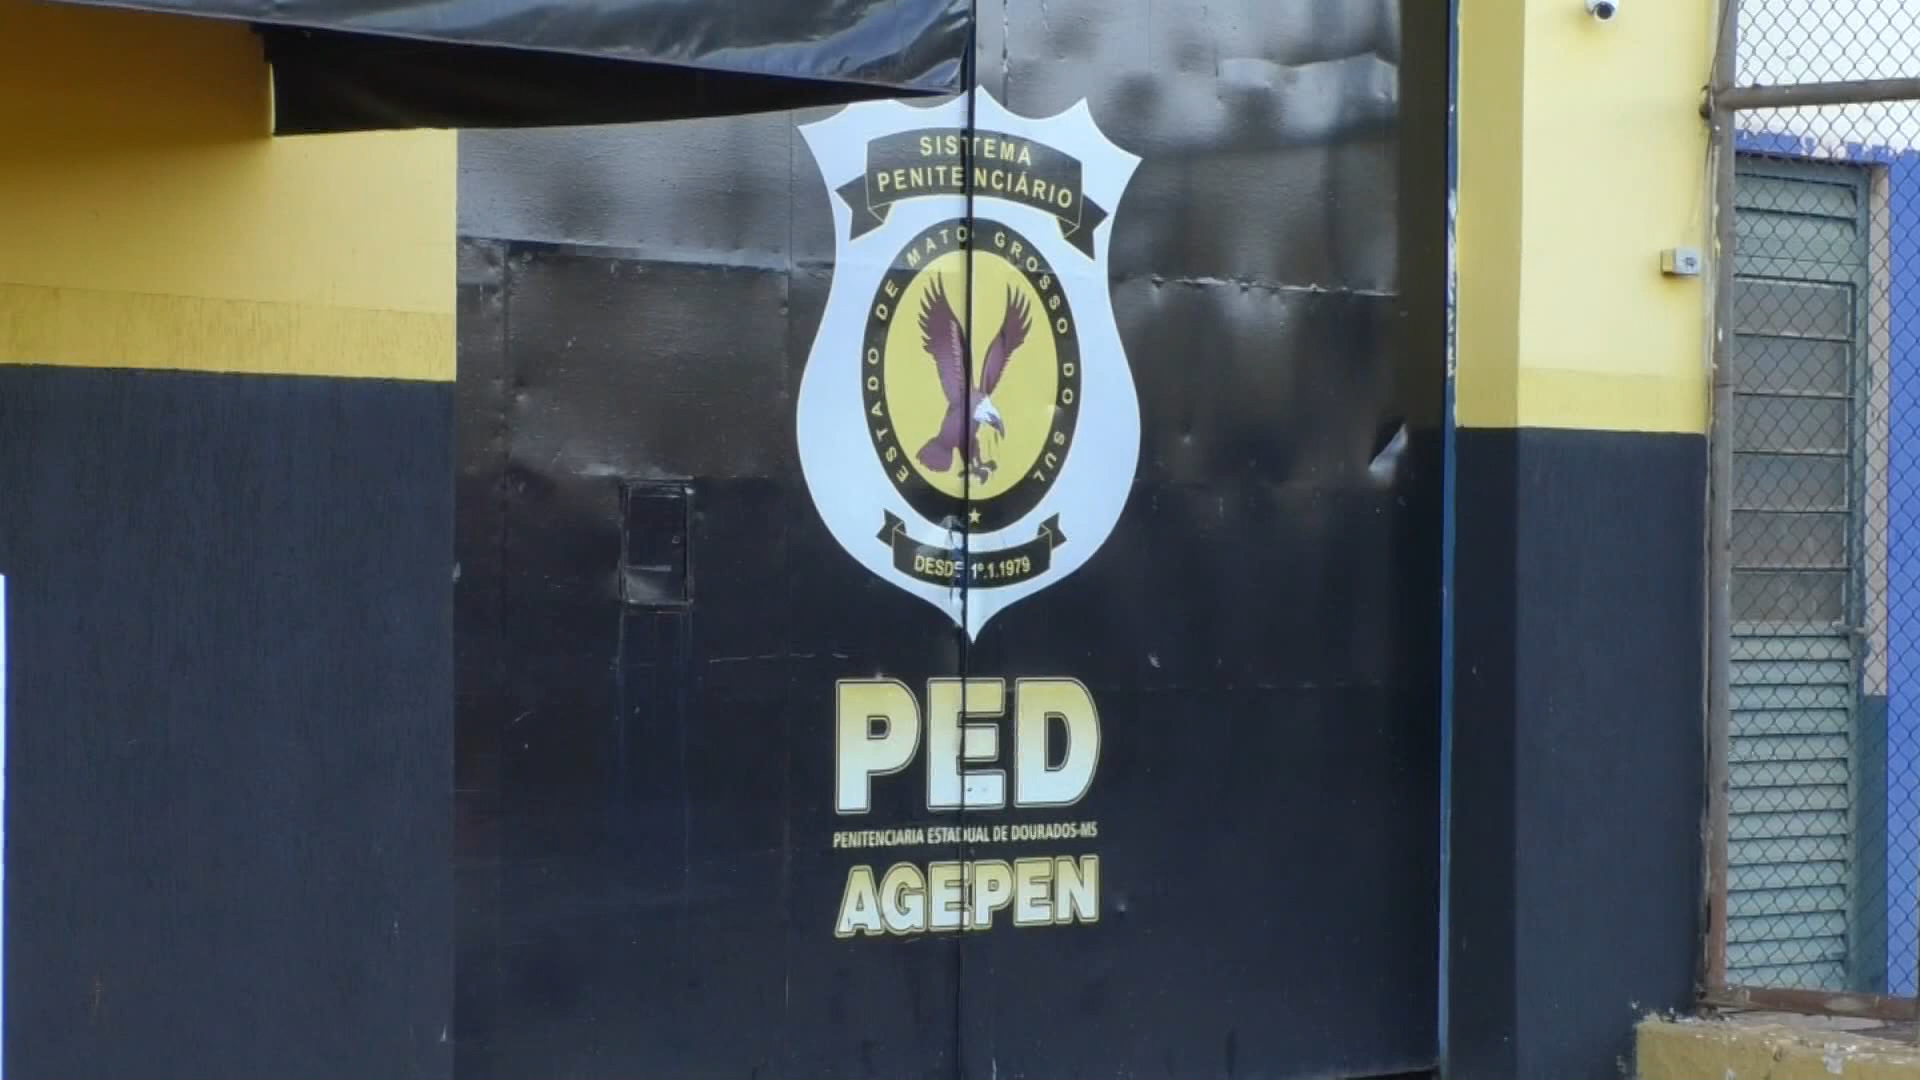 SISTEMA
PENITENCIÁRIO
ESTADO DE MATO GROSSO DO SUL
DESDE 1º.1.1979
PED
PENITENCIARIA ESTADUAL DE DOURADOS-MS
AGEPEN